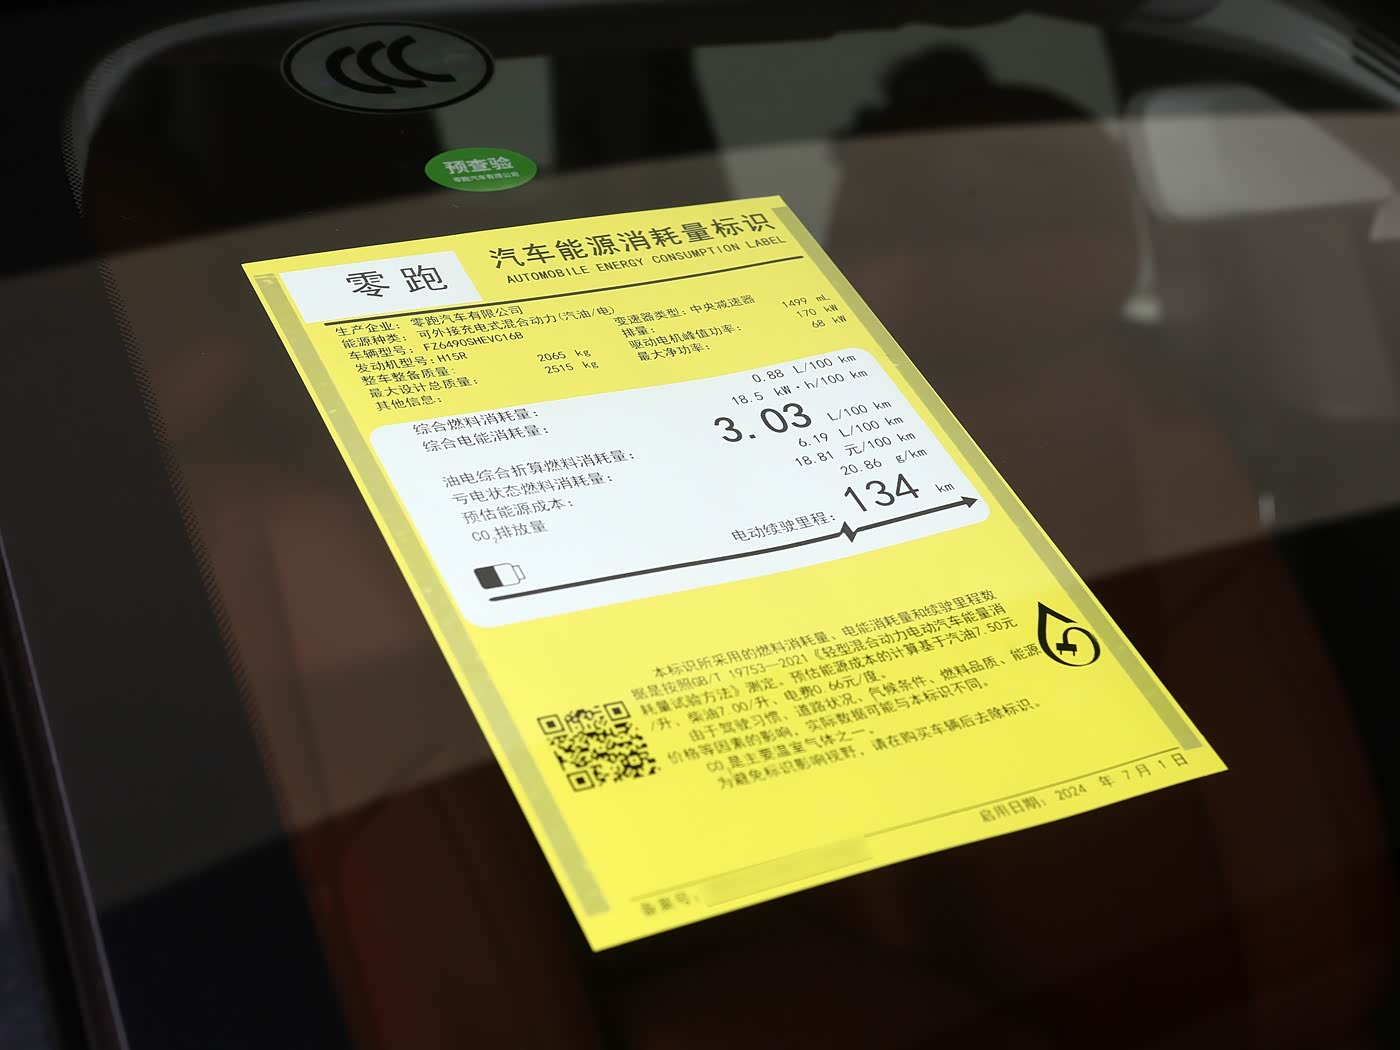 预查验
零跑汽车有限公司
零跑
汽车能源消耗量标识
AUTOMOBILE ENERGY CONSUMPTION LABEL
生产企业: 零跑汽车有限公司
能源种类: 可外接充电式混合动力(汽油/电)
车辆型号: FZ6490SHEVC16B
发动机型号: H15R
整车整备质量: 2065 kg
最大设计总质量: 2515 kg
其他信息:
变速器类型: 中央减速器
排量: 1499 mL
驱动电机峰值功率: 170 kW
最大净功率: 68 kW
综合燃料消耗量: 0.88 L/100 km
综合电能消耗量: 18.5 kW·h/100 km
油电综合折算燃料消耗量: 3.03 L/100 km
亏电状态燃料消耗量: 6.19 L/100 km
预估能源成本: 18.81 元/100 km
CO2排放量 20.86 g/km
电动续驶里程: 134 km
本标识所采用的燃料消耗量、电能消耗量和续驶里程数
据是按照GB/T 19753—2021《轻型混合动力电动汽车能量消
耗量试验方法》测定。预估能源成本的计算基于汽油7.50元
/升、柴油7.00/升、电费0.66元/度。
由于驾驶习惯、道路状况、气候条件、燃料品质、能源
价格等因素的影响，实际数据可能与本标识不同。
CO2是主要温室气体之一。
为避免标识影响视野，请在购买车辆后去除标识。
启用日期: 2024 年 7 月 1 日
备案号: